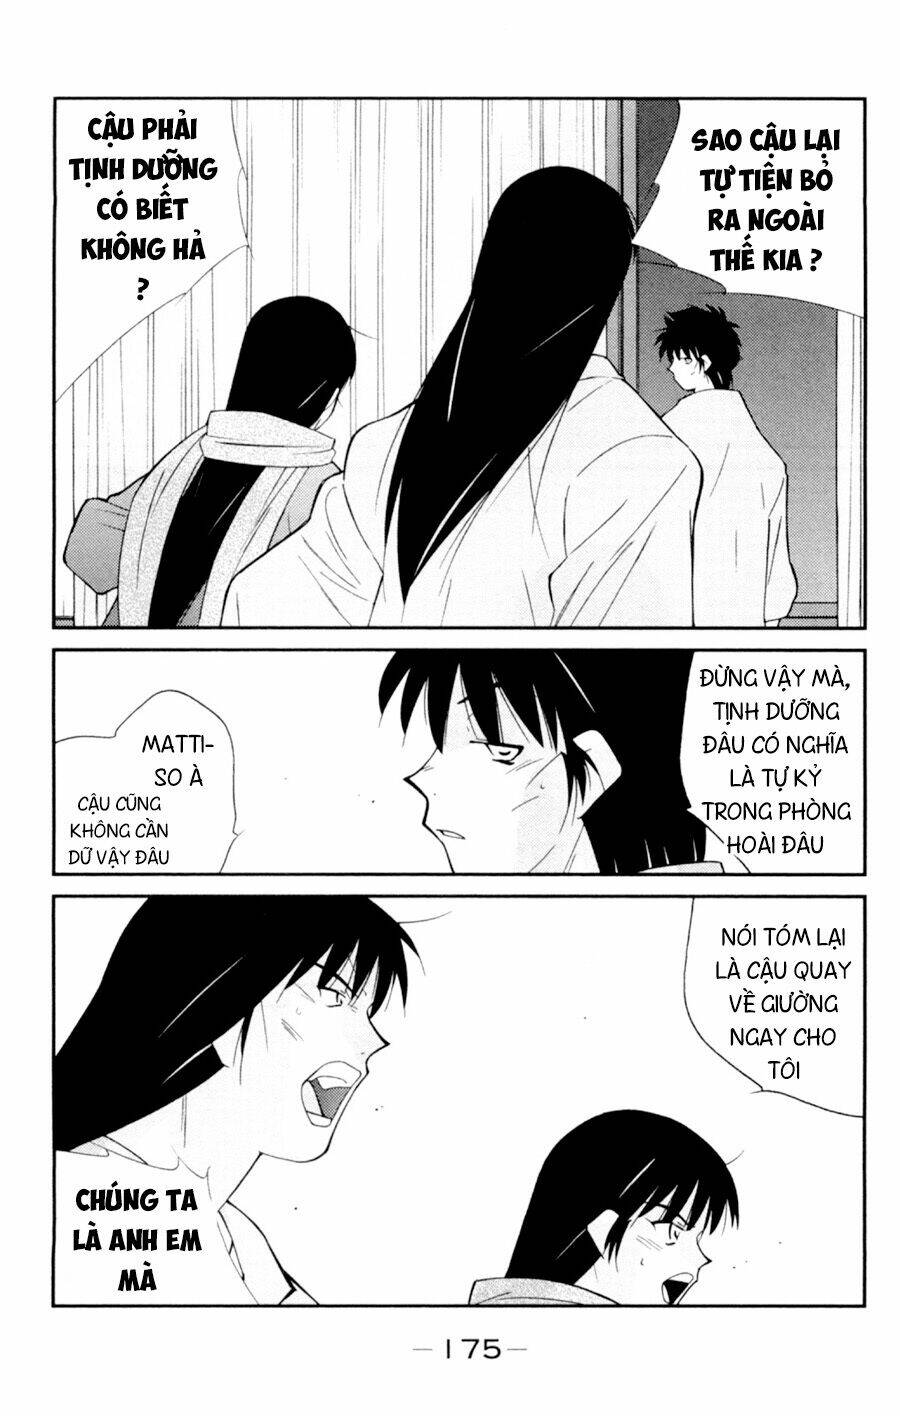 SAO CẬU LẠI
TỰ TIỆN BỎ
RA NGOÀI
THẾ KIA ?
CẬU PHẢI
TỊNH DƯỠNG
CÓ BIẾT
KHÔNG HẢ
?
ĐỪNG VẬY MÀ,
TỊNH DƯỠNG
ĐÂU CÓ NGHĨA
LÀ TỰ KỶ
TRONG PHÒNG
HOÀI ĐÂU
MATTI-
SO À
CẬU CŨNG
KHÔNG CẦN
DỮ VẬY ĐÂU
NÓI TÓM LẠI
LÀ CẬU QUAY
VỀ GIƯỜNG
NGAY CHO
TÔI
CHÚNG TA
LÀ ANH EM
MÀ
- 175 -